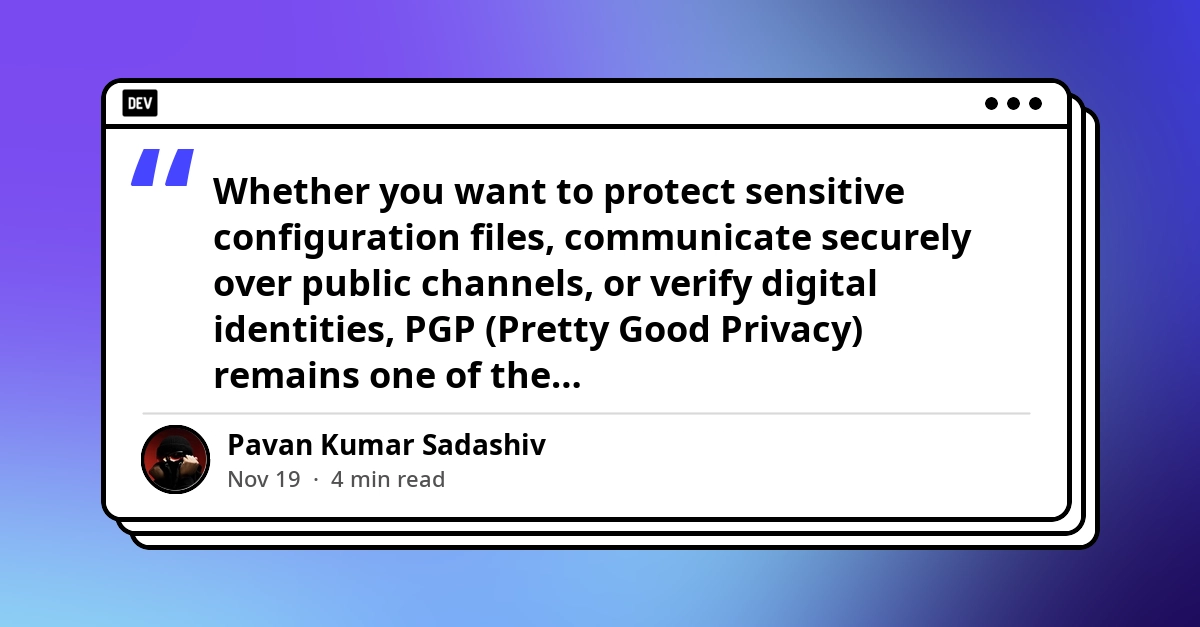 DEV
Whether you want to protect sensitive
configuration files, communicate securely
over public channels, or verify digital
identities, PGP (Pretty Good Privacy)
remains one of the...
Pavan Kumar Sadashiv
Nov 19 · 4 min read